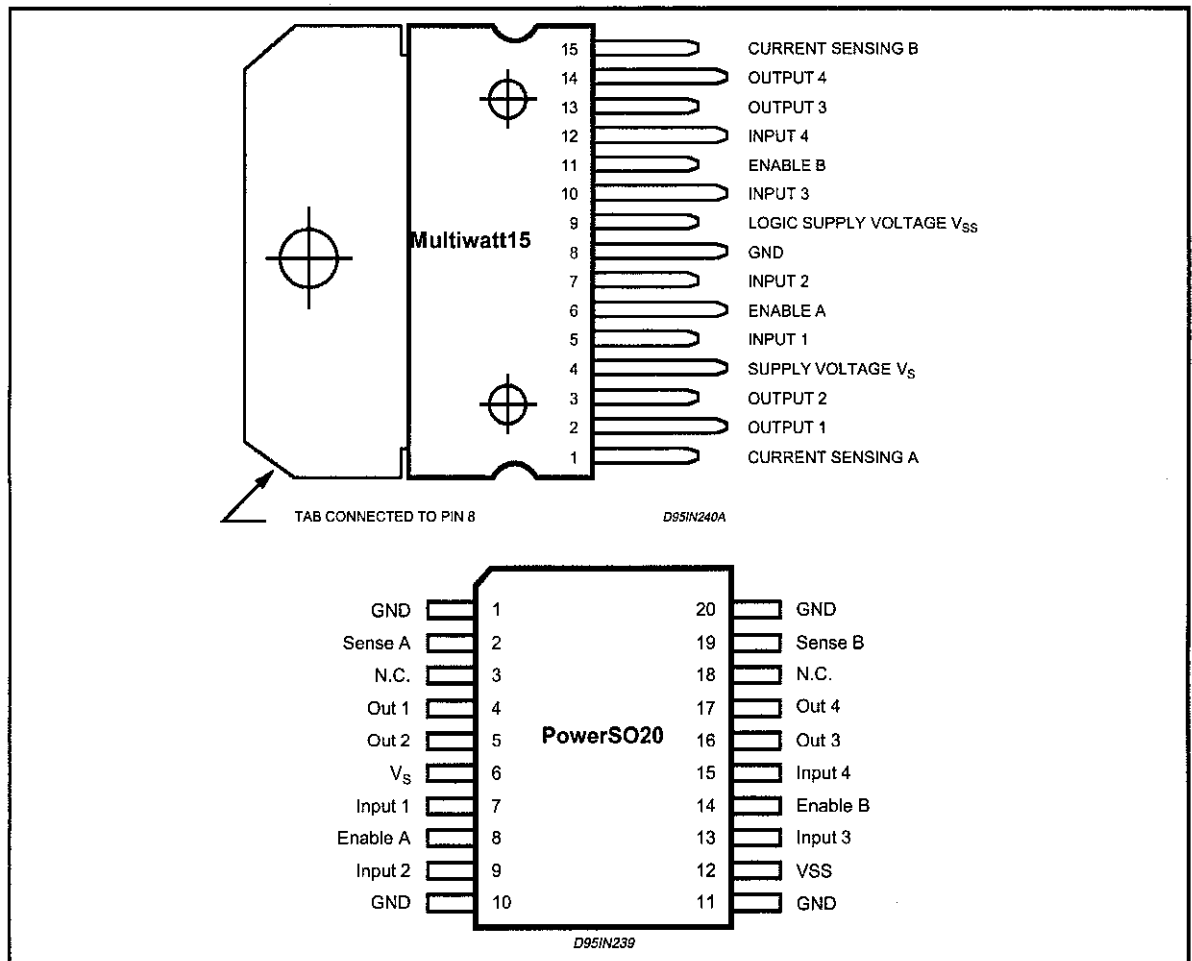 15 CURRENT SENSING B
14 OUTPUT 4
13 OUTPUT 3
12 INPUT 4
11 ENABLE B
10 INPUT 3
9 LOGIC SUPPLY VOLTAGE VSS
8 GND
Multiwatt15
7 INPUT 2
6 ENABLE A
5 INPUT 1
4 SUPPLY VOLTAGE VS
3 OUTPUT 2
2 OUTPUT 1
1 CURRENT SENSING A
TAB CONNECTED TO PIN 8
D95IN240A
GND 1 20 GND
Sense A 2 19 Sense B
N.C. 3 18 N.C.
Out 1 4 17 Out 4
PowerSO20
Out 2 5 16 Out 3
VS 6 15 Input 4
Input 1 7 14 Enable B
Enable A 8 13 Input 3
Input 2 9 12 VSS
GND 10 11 GND
D95IN239